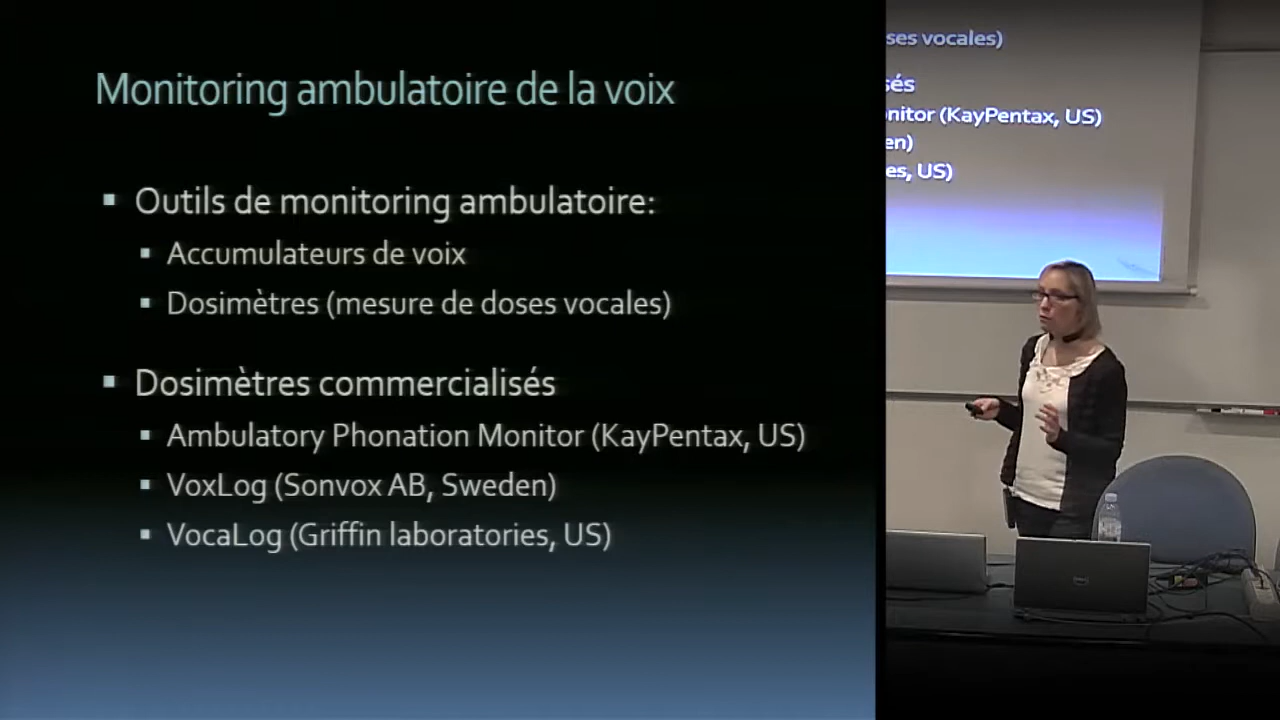 Monitoring ambulatoire de la voix
Outils de monitoring ambulatoire:
Accumulateurs de voix
Dosimètres (mesure de doses vocales)
Dosimètres commercialisés
Ambulatory Phonation Monitor (KayPentax, US)
VoxLog (Sonvox AB, Sweden)
VocaLog (Griffin laboratories, US)
ses vocales)
sés
nitor (KayPentax, US)
en)
es, US)
DELL